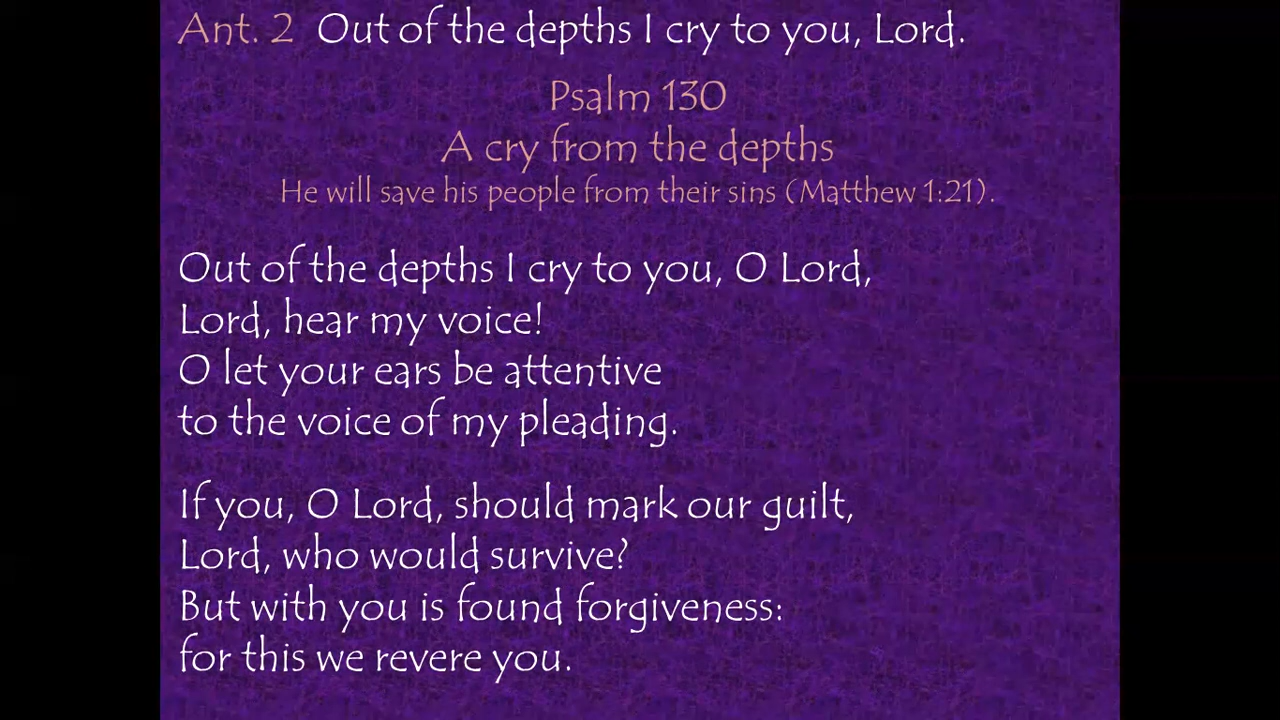 Ant. 2 Out of the depths I cry to you, Lord.
Psalm 130
A cry from the depths
He will save his people from their sins (Matthew 1:21).
Out of the depths I cry to you, O Lord,
Lord, hear my voice!
O let your ears be attentive
to the voice of my pleading.
If you, O Lord, should mark our guilt,
Lord, who would survive?
But with you is found forgiveness:
for this we revere you.